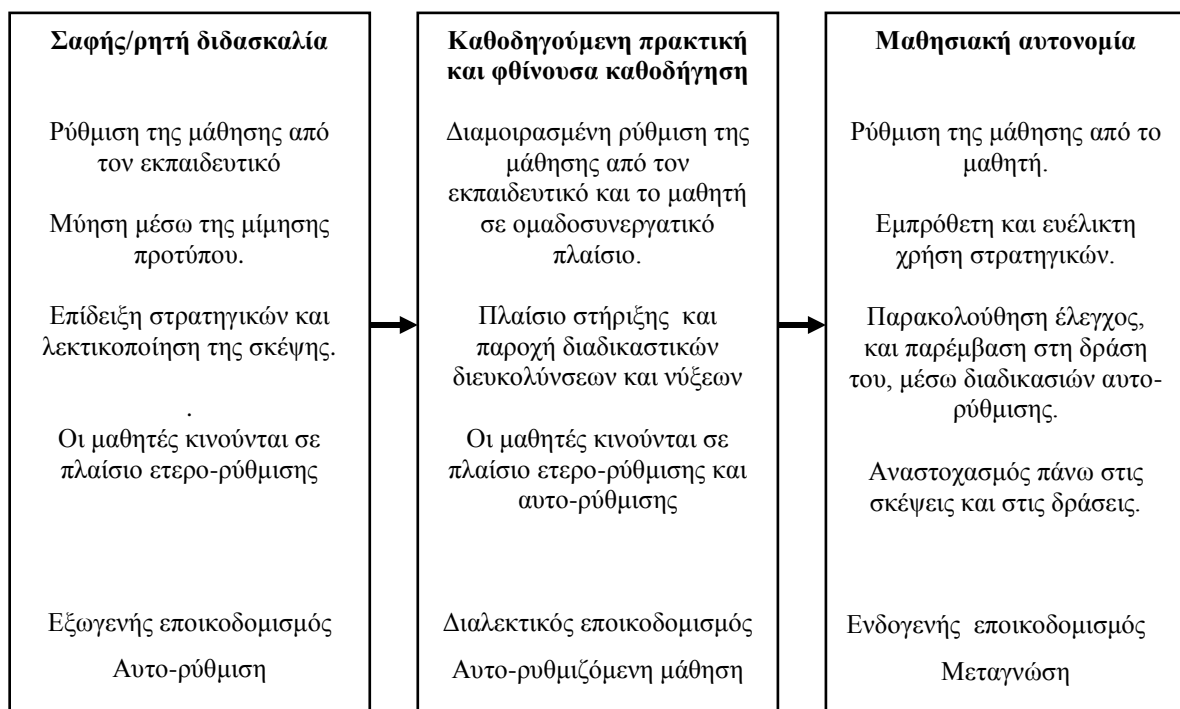 Σαφής/ρητή διδασκαλία
Ρύθμιση της μάθησης από
τον εκπαιδευτικό
Μύηση μέσω της μίμησης
προτύπου.
Επίδειξη στρατηγικών και
λεκτικοποίηση της σκέψης.
.
Οι μαθητές κινούνται σε
πλαίσιο ετερο-ρύθμισης
Εξωγενής εποικοδομισμός
Αυτο-ρύθμιση
Καθοδηγούμενη πρακτική
και φθίνουσα καθοδήγηση
Διαμοιρασμένη ρύθμιση της
μάθησης από τον
εκπαιδευτικό και το μαθητή
σε ομαδοσυνεργατικό
πλαίσιο.
Πλαίσιο στήριξης και
παροχή διαδικαστικών
διευκολύνσεων και νύξεων
Οι μαθητές κινούνται σε
πλαίσιο ετερο-ρύθμισης και
αυτο-ρύθμισης
Διαλεκτικός εποικοδομισμός
Αυτο-ρυθμιζόμενη μάθηση
Μαθησιακή αυτονομία
Ρύθμιση της μάθησης από το
μαθητή.
Εμπρόθετη και ευέλικτη
χρήση στρατηγικών.
Παρακολούθηση έλεγχος,
και παρέμβαση στη δράση
του, μέσω διαδικασιών αυτο-
ρύθμισης.
Αναστοχασμός πάνω στις
σκέψεις και στις δράσεις.
Ενδογενής εποικοδομισμός
Μεταγνώση